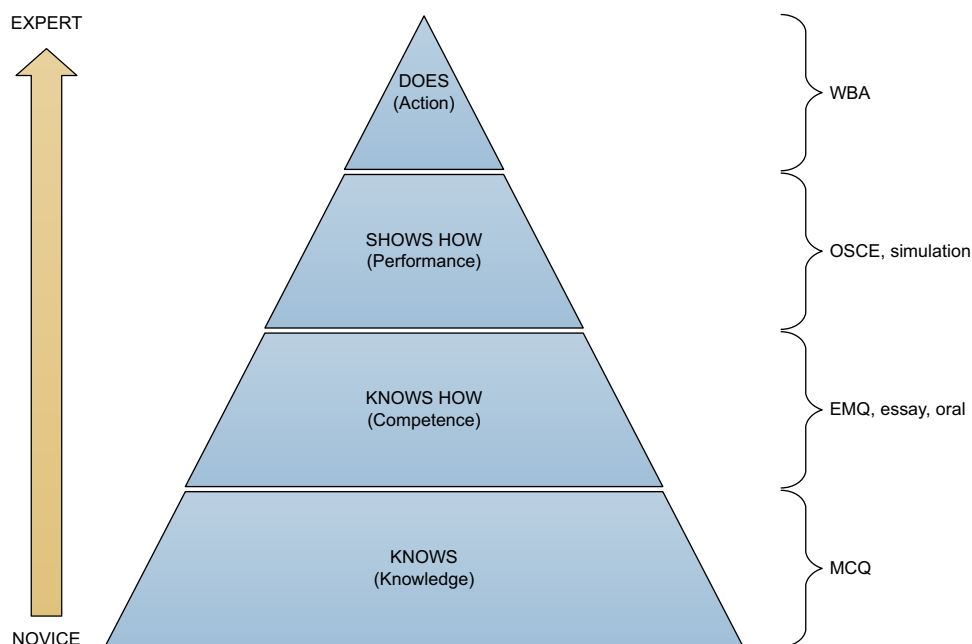 EXPERT
DOES
(Action)
WBA
SHOWS HOW
(Performance)
OSCE, simulation
KNOWS HOW
(Competence)
EMQ, essay, oral
KNOWS
(Knowledge)
MCQ
NOVICE